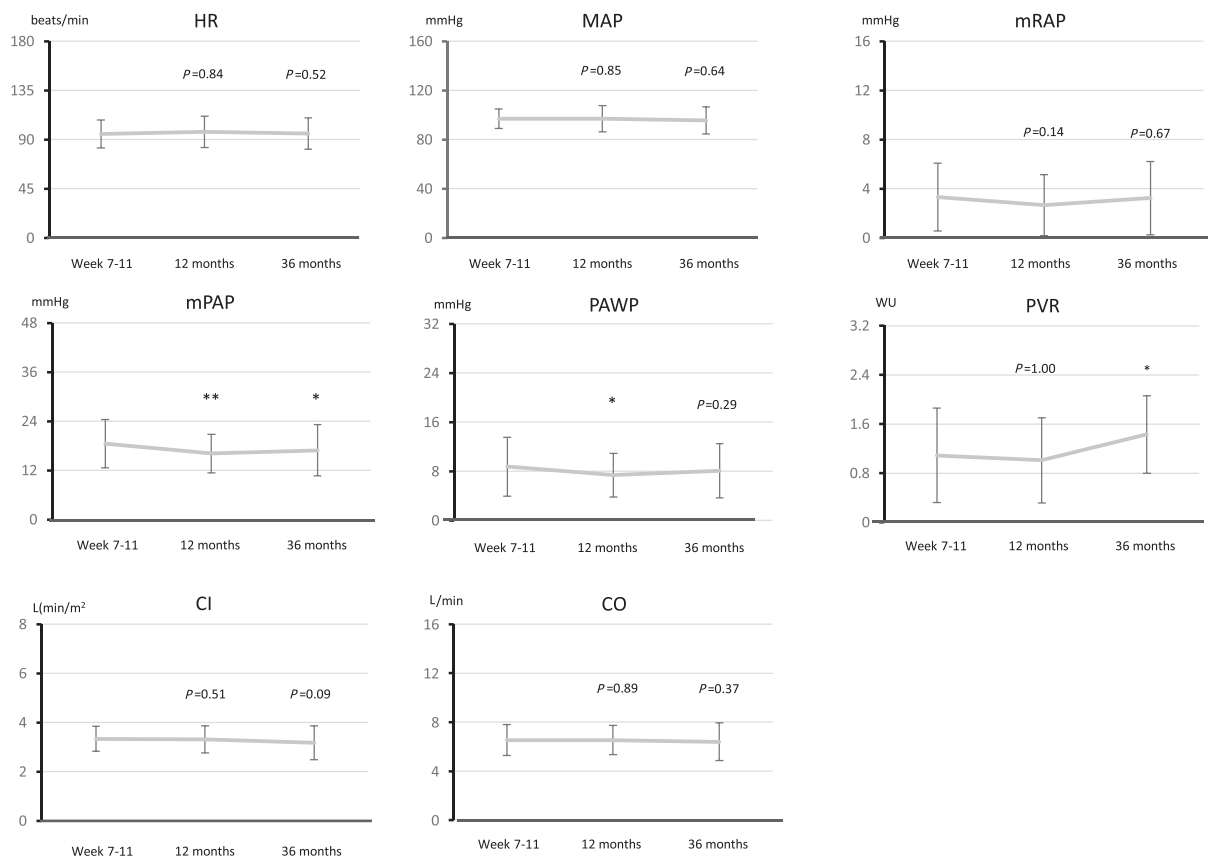 beats/min
HR
180
135
90
45
0
P=0.84
P=0.52
Week 7-11
12 months
36 months
mmHg
MAP
160
120
80
40
0
P=0.85
P=0.64
Week 7-11
12 months
36 months
mmHg
mRAP
16
12
8
4
0
P=0.14
P=0.67
Week 7-11
12 months
36 months
mmHg
mPAP
48
36
24
12
0
**
*
Week 7-11
12 months
36 months
mmHg
PAWP
32
24
16
8
0
*
P=0.29
Week 7-11
12 months
36 months
WU
PVR
3.2
2.4
1.6
0.8
0
P=1.00
*
Week 7-11
12 months
36 months
L(min/m²
CI
8
6
4
2
0
P=0.51
P=0.09
Week 7-11
12 months
36 months
L/min
CO
16
12
8
4
0
P=0.89
P=0.37
Week 7-11
12 months
36 months